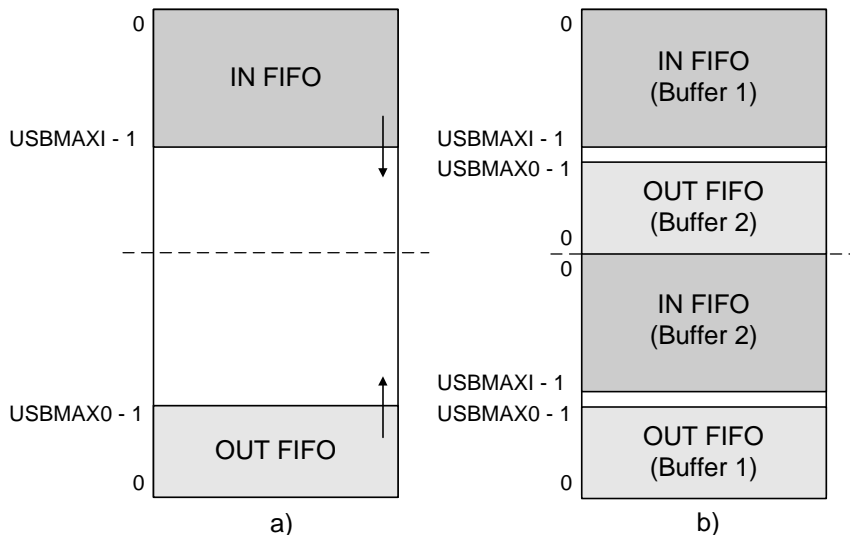 0
IN FIFO
USBMAXI - 1
USBMAX0 - 1
OUT FIFO
0
a)
0
IN FIFO
(Buffer 1)
USBMAXI - 1
USBMAX0 - 1
OUT FIFO
(Buffer 2)
0
0
IN FIFO
(Buffer 2)
USBMAXI - 1
USBMAX0 - 1
OUT FIFO
(Buffer 1)
0
b)